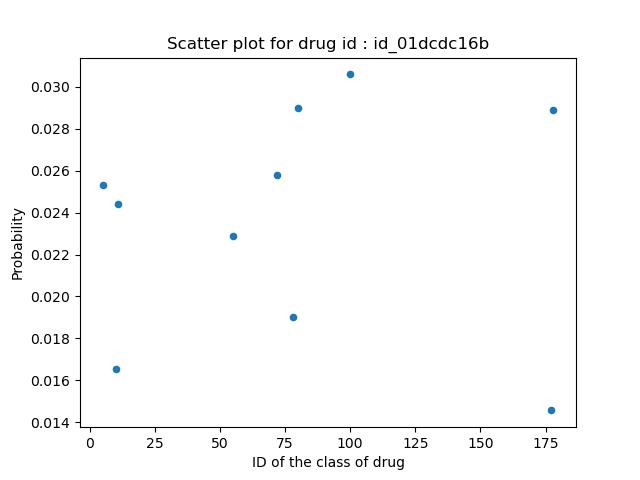 Scatter plot for drug id : id_01dcdc16b
Probability
0.030
0.028
0.026
0.024
0.022
0.020
0.018
0.016
0.014
0 25 50 75 100 125 150 175
ID of the class of drug